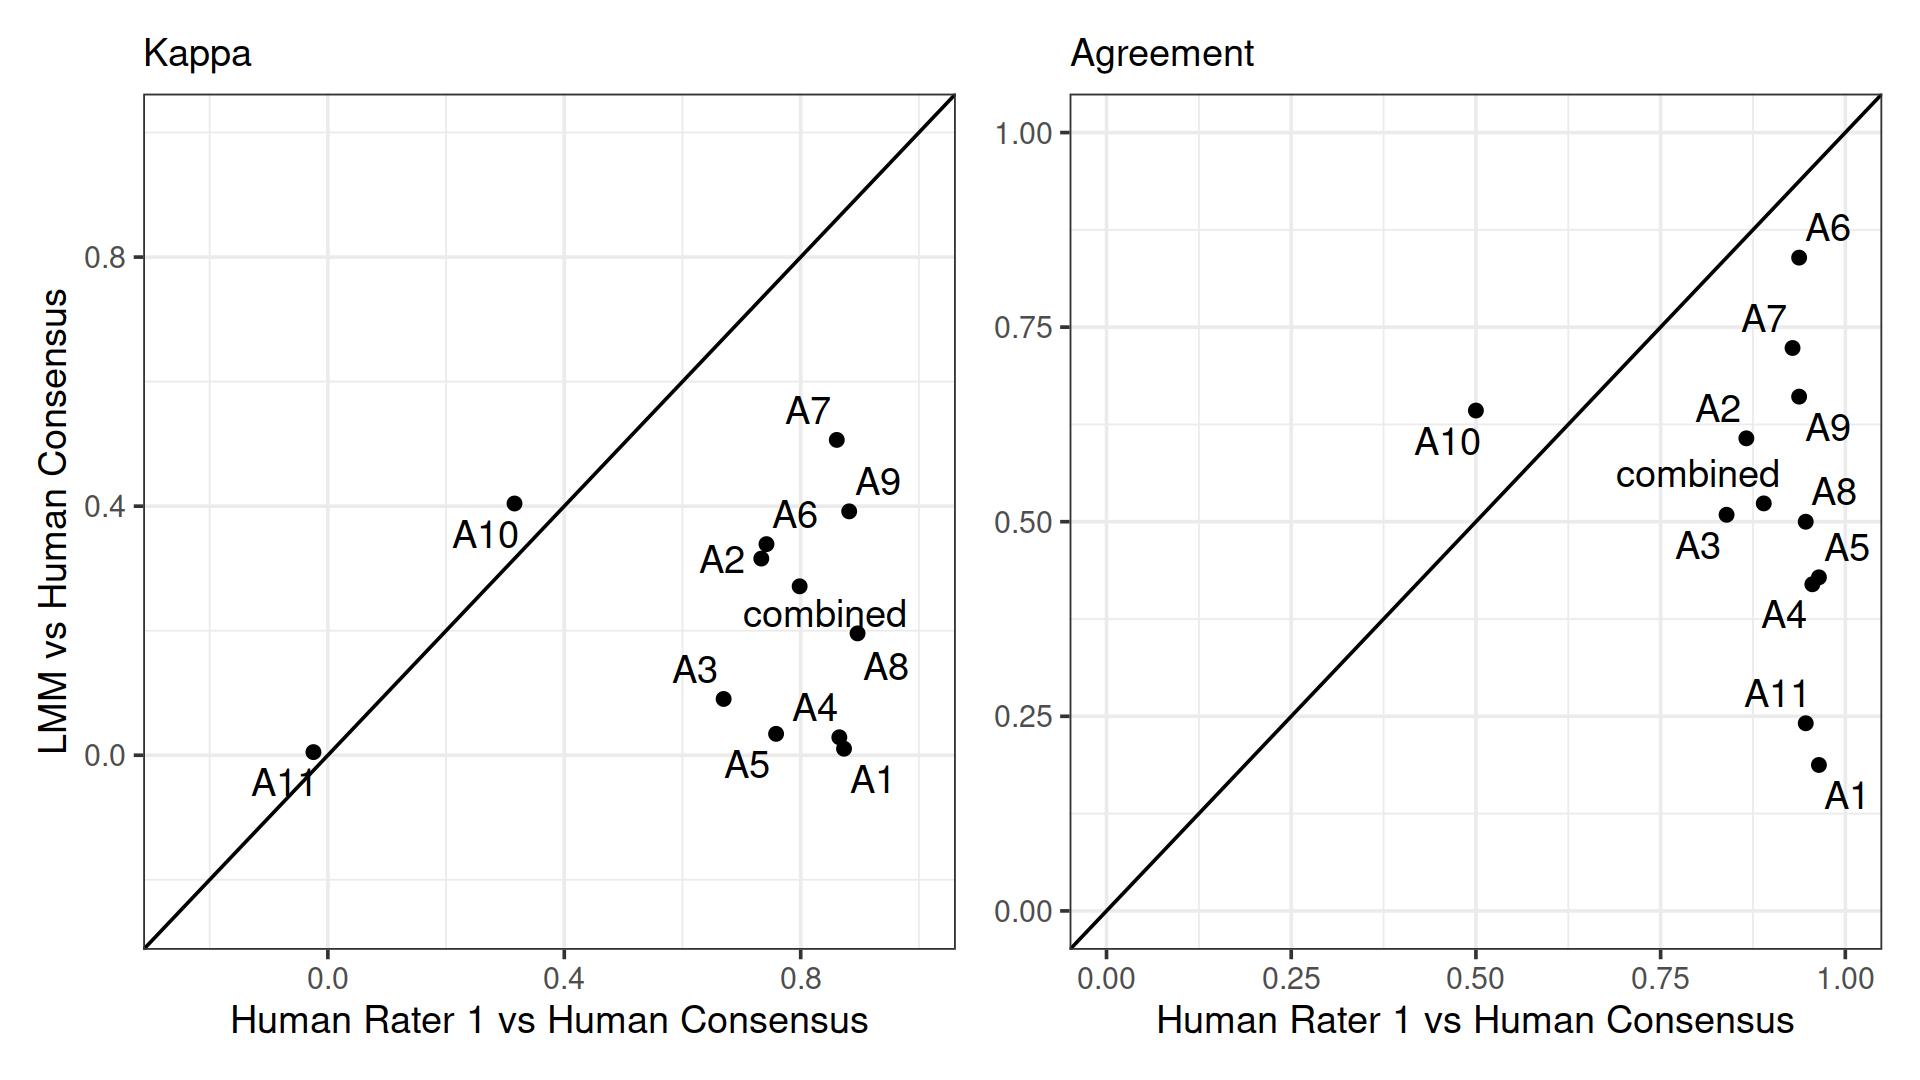 Kappa
LMM vs Human Consensus
0.8
0.4
0.0
A7
A9
A6
A10
A2
combined
A3
A8
A4
A5
A11
A1
0.0 0.4 0.8
Human Rater 1 vs Human Consensus
Agreement
1.00
0.75
0.50
0.25
0.00
A6
A7
A2
A9
A10
combined
A8
A3
A5
A4
A11
A1
0.00 0.25 0.50 0.75 1.00
Human Rater 1 vs Human Consensus